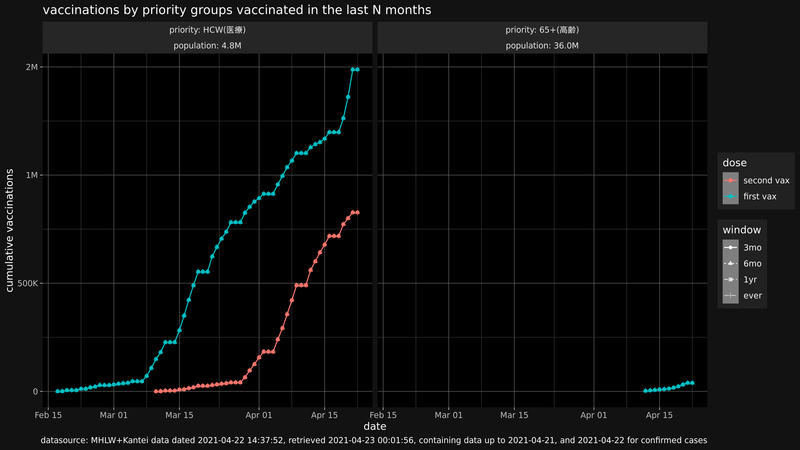 vaccinations by priority groups vaccinated in the last N months
priority: HCW(医療)
population: 4.8M
priority: 65+(高齢)
population: 36.0M
cumulative vaccinations
2M
1M
500K
0
Feb 15
Mar 01
Mar 15
Apr 01
Apr 15
Feb 15
Mar 01
Mar 15
Apr 01
Apr 15
date
dose
second vax
first vax
window
3mo
6mo
1yr
ever
datasource: MHLW+Kantei data dated 2021-04-22 14:37:52, retrieved 2021-04-23 00:01:56, containing data up to 2021-04-21, and 2021-04-22 for confirmed cases